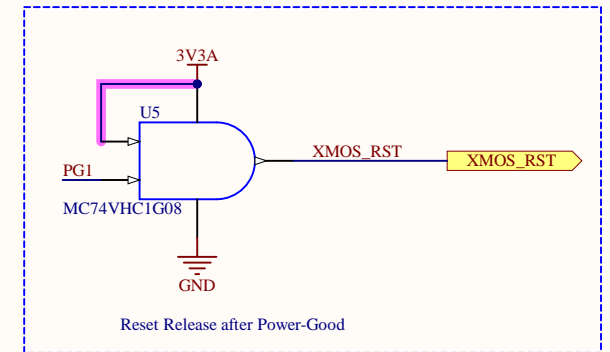 3V3A
U5
XMOS_RST
XMOS_RST
PG1
MC74VHC1G08
GND
Reset Release after Power-Good